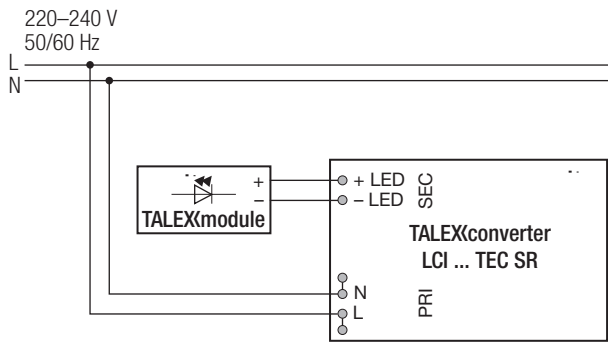 220–240 V
50/60 Hz
L
N
+
−
TALEXmodule
+ LED
− LED
SEC
TALEXconverter
LCI ... TEC SR
N
L
PRI